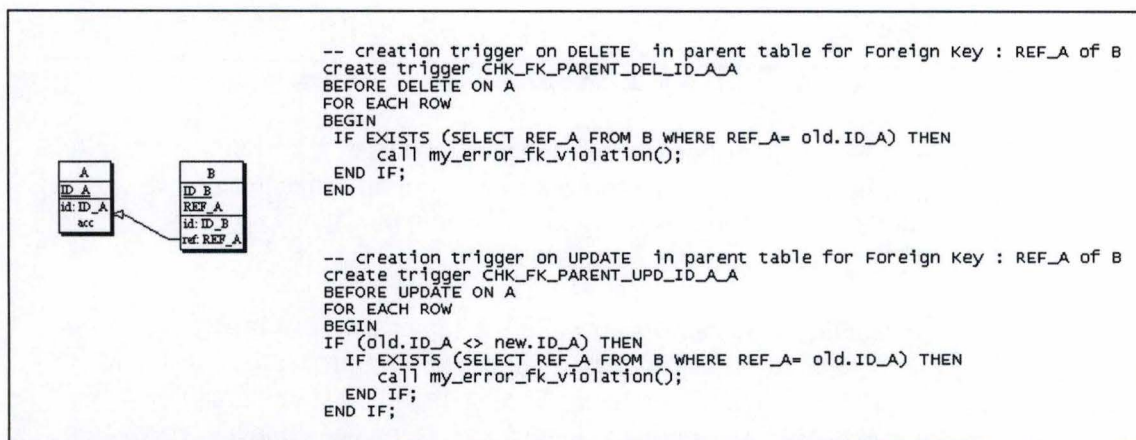 -- creation trigger on DELETE  in parent table for Foreign Key : REF_A of B
create trigger CHK_FK_PARENT_DEL_ID_A_A
BEFORE DELETE ON A
FOR EACH ROW
BEGIN
IF EXISTS (SELECT REF_A FROM B WHERE REF_A= old.ID_A) THEN
call my_error_fk_violation();
END IF;
END
A
ID_A
id: ID_A
acc
B
ID_B
REF_A
id: ID_B
ref: REF_A
-- creation trigger on UPDATE  in parent table for Foreign Key : REF_A of B
create trigger CHK_FK_PARENT_UPD_ID_A_A
BEFORE UPDATE ON A
FOR EACH ROW
BEGIN
IF (old.ID_A <> new.ID_A) THEN
IF EXISTS (SELECT REF_A FROM B WHERE REF_A= old.ID_A) THEN
call my_error_fk_violation();
END IF;
END IF;